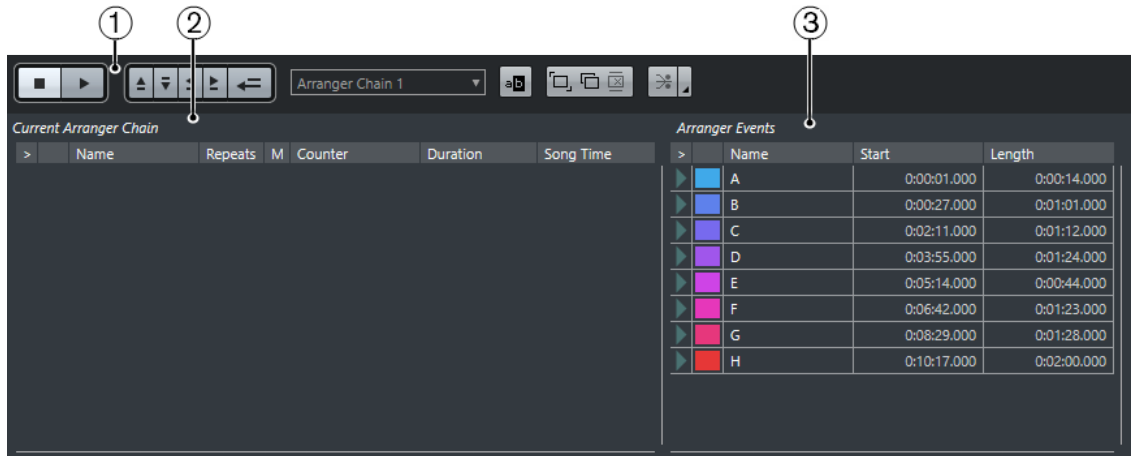 1 2 3
Arranger Chain 1 ab
Current Arranger Chain
> Name Repeats M Counter Duration Song Time
Arranger Events
> Name Start Length
A 0:00:01.000 0:00:14.000
B 0:00:27.000 0:01:01.000
C 0:02:11.000 0:01:12.000
D 0:03:55.000 0:01:24.000
E 0:05:14.000 0:00:44.000
F 0:06:42.000 0:01:23.000
G 0:08:29.000 0:01:28.000
H 0:10:17.000 0:02:00.000